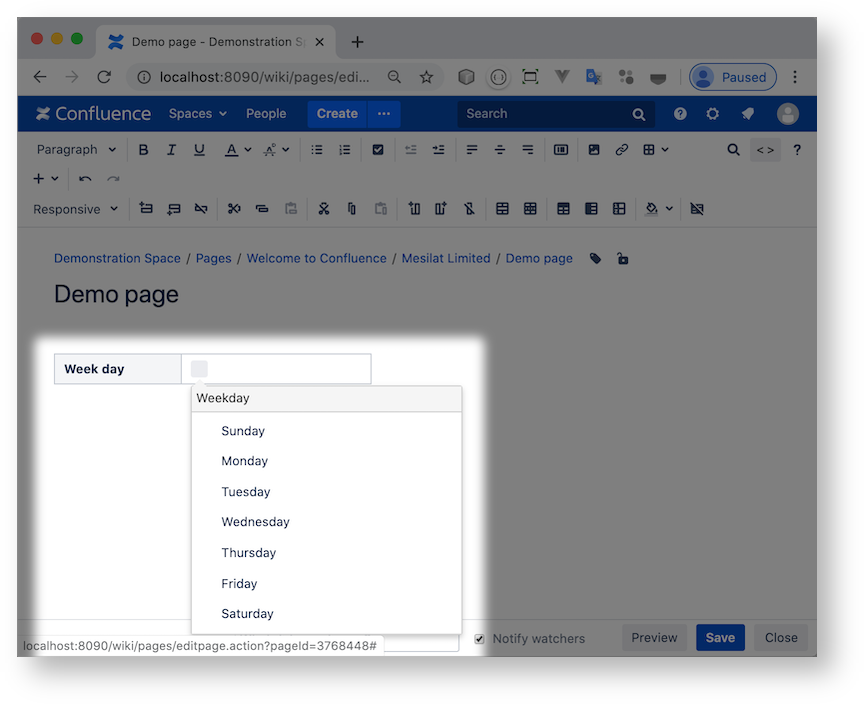 Demo page - Demonstration S
localhost:8090/wiki/pages/edi...
Paused
Confluence Spaces People Create ··· Search
Paragraph B I U A < > ?
Responsive
Demonstration Space / Pages / Welcome to Confluence / Mesilat Limited / Demo page
Demo page
Week day
Weekday
Sunday
Monday
Tuesday
Wednesday
Thursday
Friday
Saturday
localhost:8090/wiki/pages/editpage.action?pageId=3768448#
Notify watchers Preview Save Close